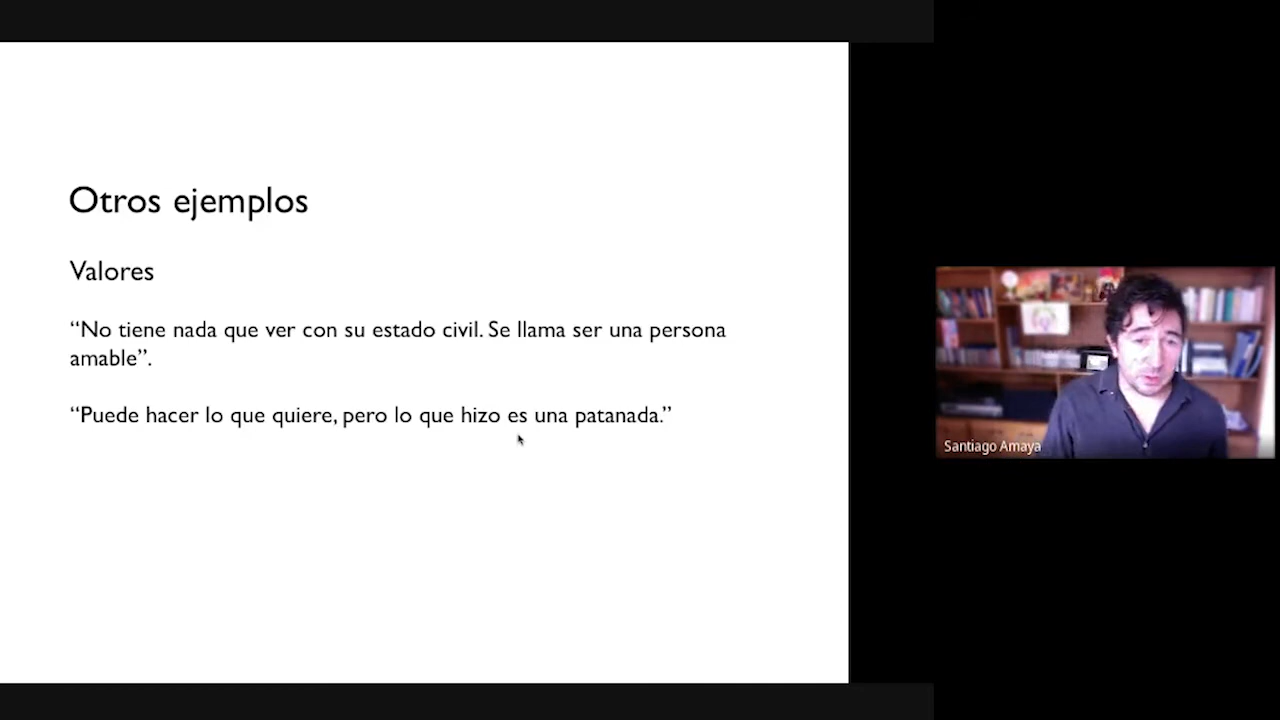 Otros ejemplos
Valores
“No tiene nada que ver con su estado civil. Se llama ser una persona
amable”.
“Puede hacer lo que quiere, pero lo que hizo es una patanada.”
Santiago Amaya